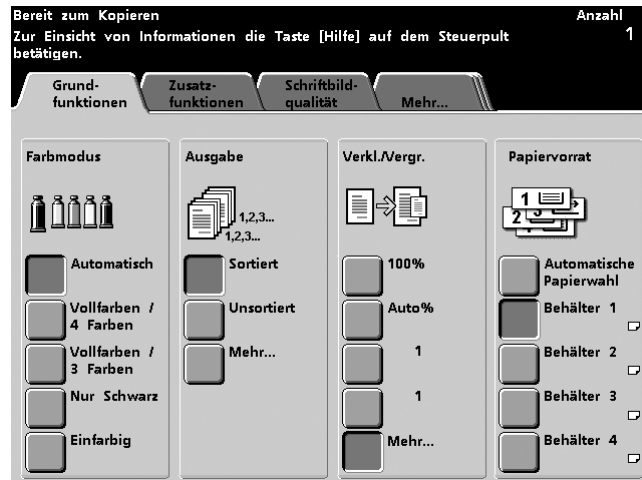 Bereit zum Kopieren
Anzahl
Zur Einsicht von Informationen die Taste [Hilfe] auf dem Steuerpult
1
betätigen.
Grund-
funktionen
Zusatz-
funktionen
Schriftbild-
qualität
Mehr...
Farbmodus
Automatisch
Vollfarben /
4 Farben
Vollfarben /
3 Farben
Nur Schwarz
Einfarbig
Ausgabe
1,2,3...
1,2,3...
Sortiert
Unsortiert
Mehr...
Verkl./Vergr.
100%
Auto%
1
1
Mehr...
Papiervorrat
1
2
3
Automatische
Papierwahl
Behälter 1
Behälter 2
Behälter 3
Behälter 4